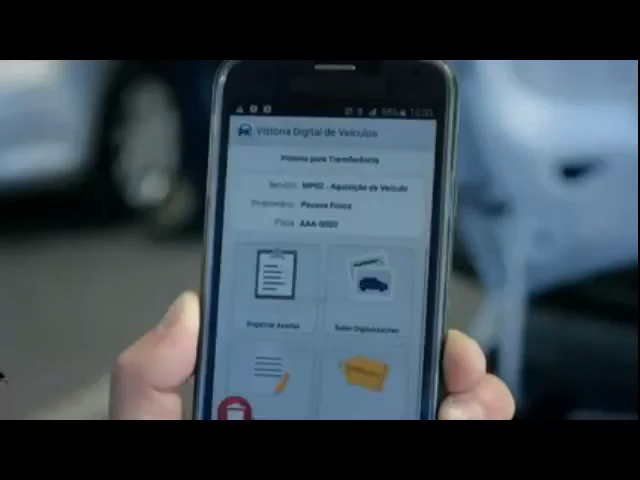 Vistoria Digital de Veículos
Vistoria para Transferência
Serviço: MP02 - Aquisição de Veículo
Proprietário: Pessoa Física
Placa: AAA-0000